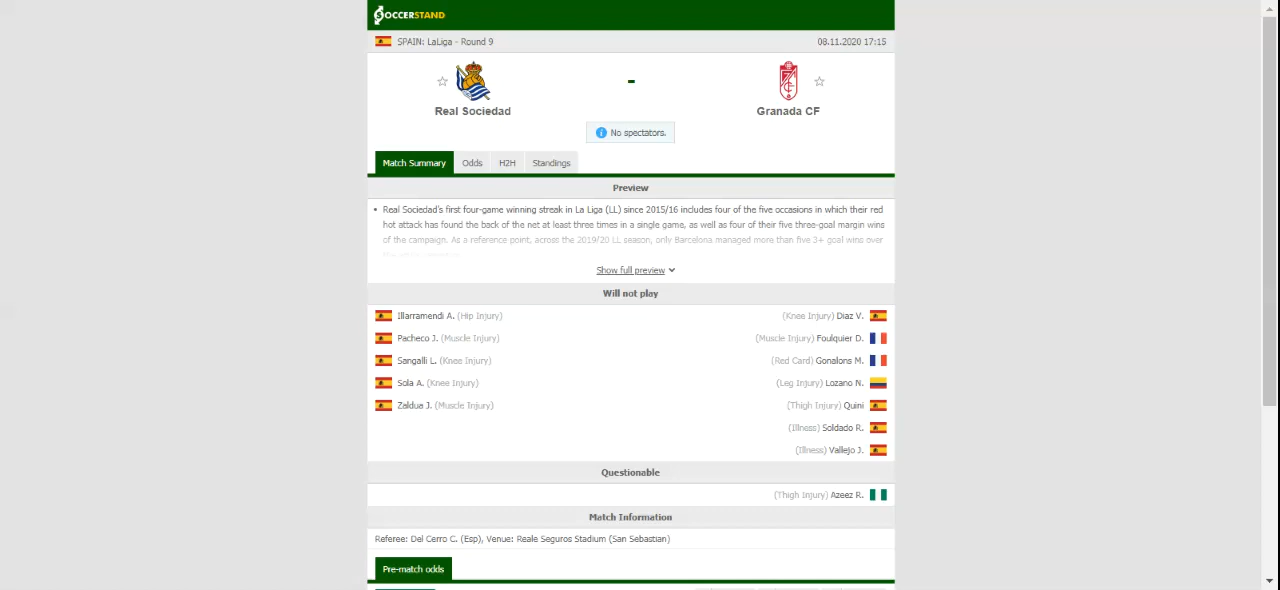 SOCCERSTAND
SPAIN: LaLiga - Round 9 08.11.2020 17:15
-
Real Sociedad Granada CF
No spectators.
Match Summary Odds H2H Standings
Preview
• Real Sociedad's first four-game winning streak in La Liga (LL) since 2015/16 includes four of the five occasions in which their red
hot attack has found the back of the net at least three times in a single game, as well as four of their five three-goal margin wins
of the campaign. As a reference point, across the 2019/20 LL season, only Barcelona managed more than five 3+ goal wins over
Show full preview
Will not play
Illarramendi A. (Hip Injury) (Knee Injury) Diaz V.
Pacheco J. (Muscle Injury) (Muscle Injury) Foulquier D.
Sangalli L. (Knee Injury) (Red Card) Gonalons M.
Sola A. (Knee Injury) (Leg Injury) Lozano N.
Zaldua J. (Muscle Injury) (Thigh Injury) Quini
(Illness) Soldado R.
(Illness) Vallejo J.
Questionable
(Thigh Injury) Azeez R.
Match Information
Referee: Del Cerro C. (Esp), Venue: Reale Seguros Stadium (San Sebastian)
Pre-match odds